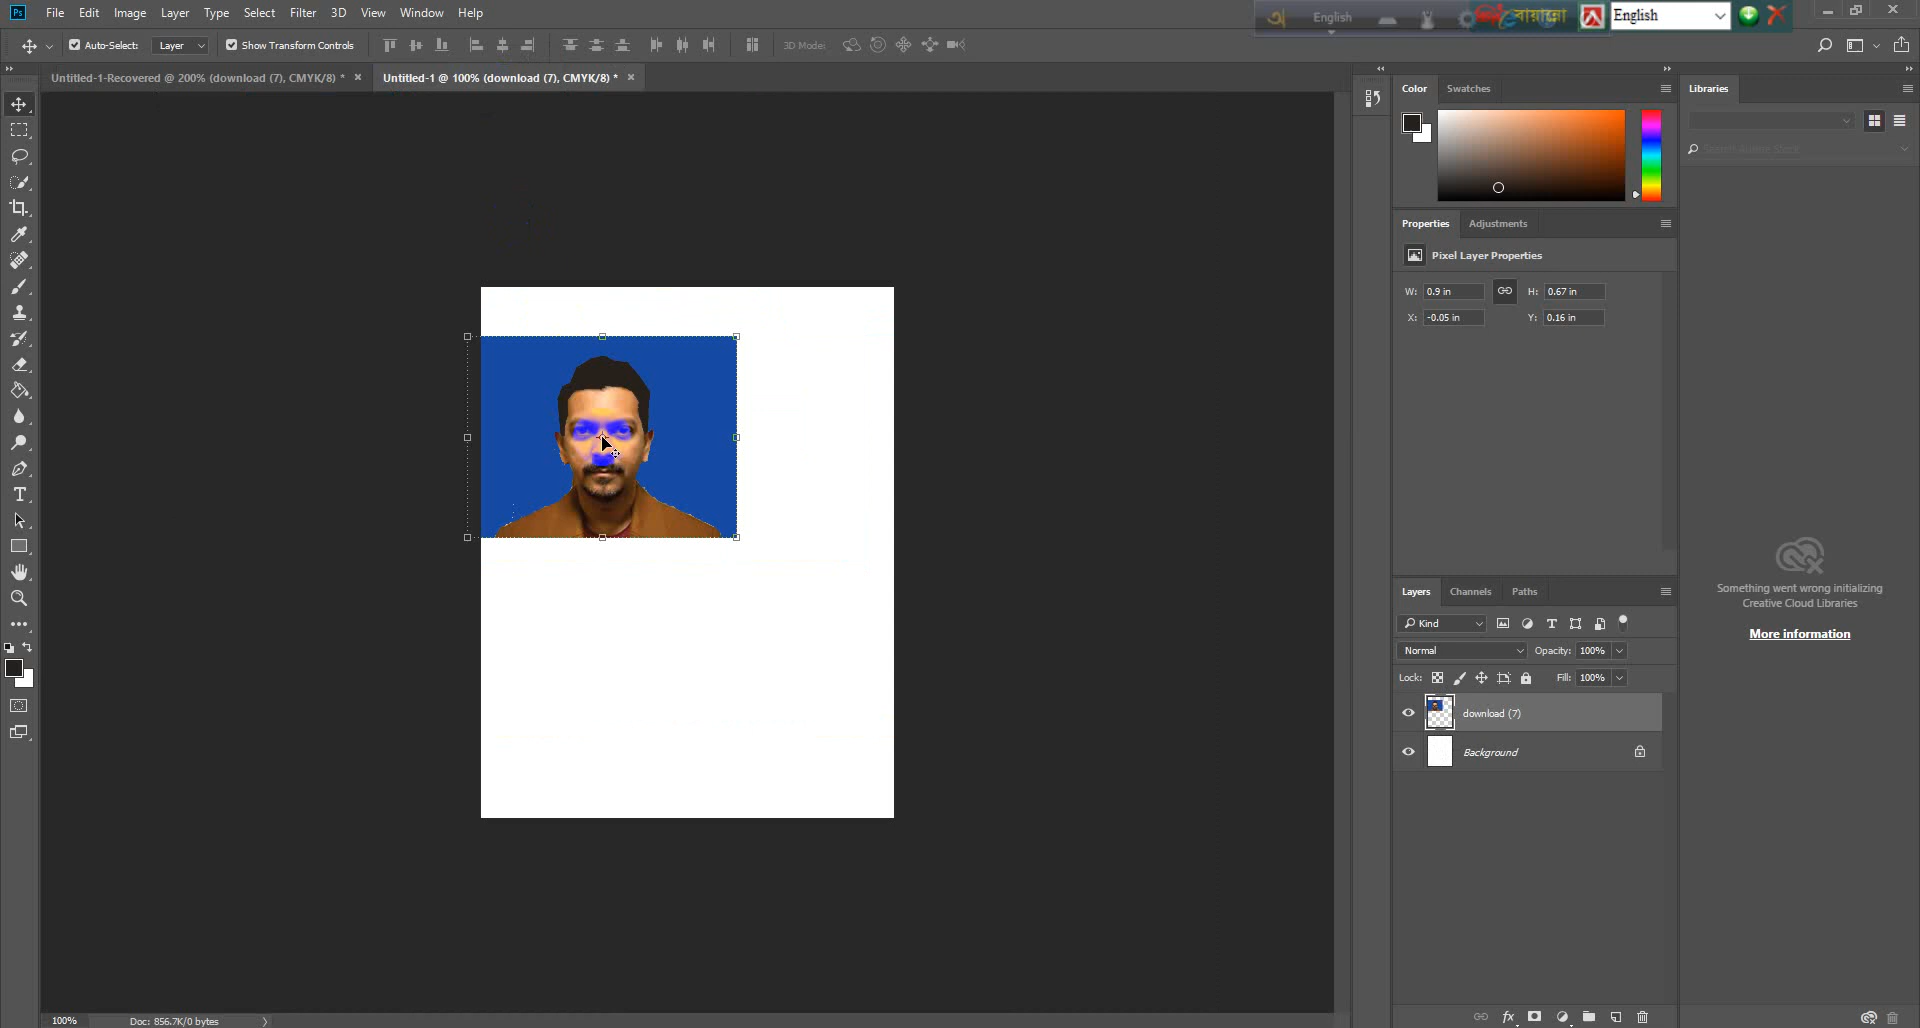 Ps File Edit Image Layer Type Select Filter 3D View Window Help
অ English বায়ান্নো English
Auto-Select: Layer Show Transform Controls 3D Mode:
Untitled-1-Recovered @ 200% (download (7), CMYK/8) * × Untitled-1 @ 100% (download (7), CMYK/8) * ×
Color Swatches
Libraries
Search Adobe Stock
Properties Adjustments
Pixel Layer Properties
W: 0.9 in H: 0.67 in
X: -0.05 in Y: 0.16 in
Something went wrong initializing
Creative Cloud Libraries
More information
Layers Channels Paths
Kind
Normal Opacity: 100%
Lock: Fill: 100%
download (7)
Background
fx
100% Doc: 856.7K/0 bytes